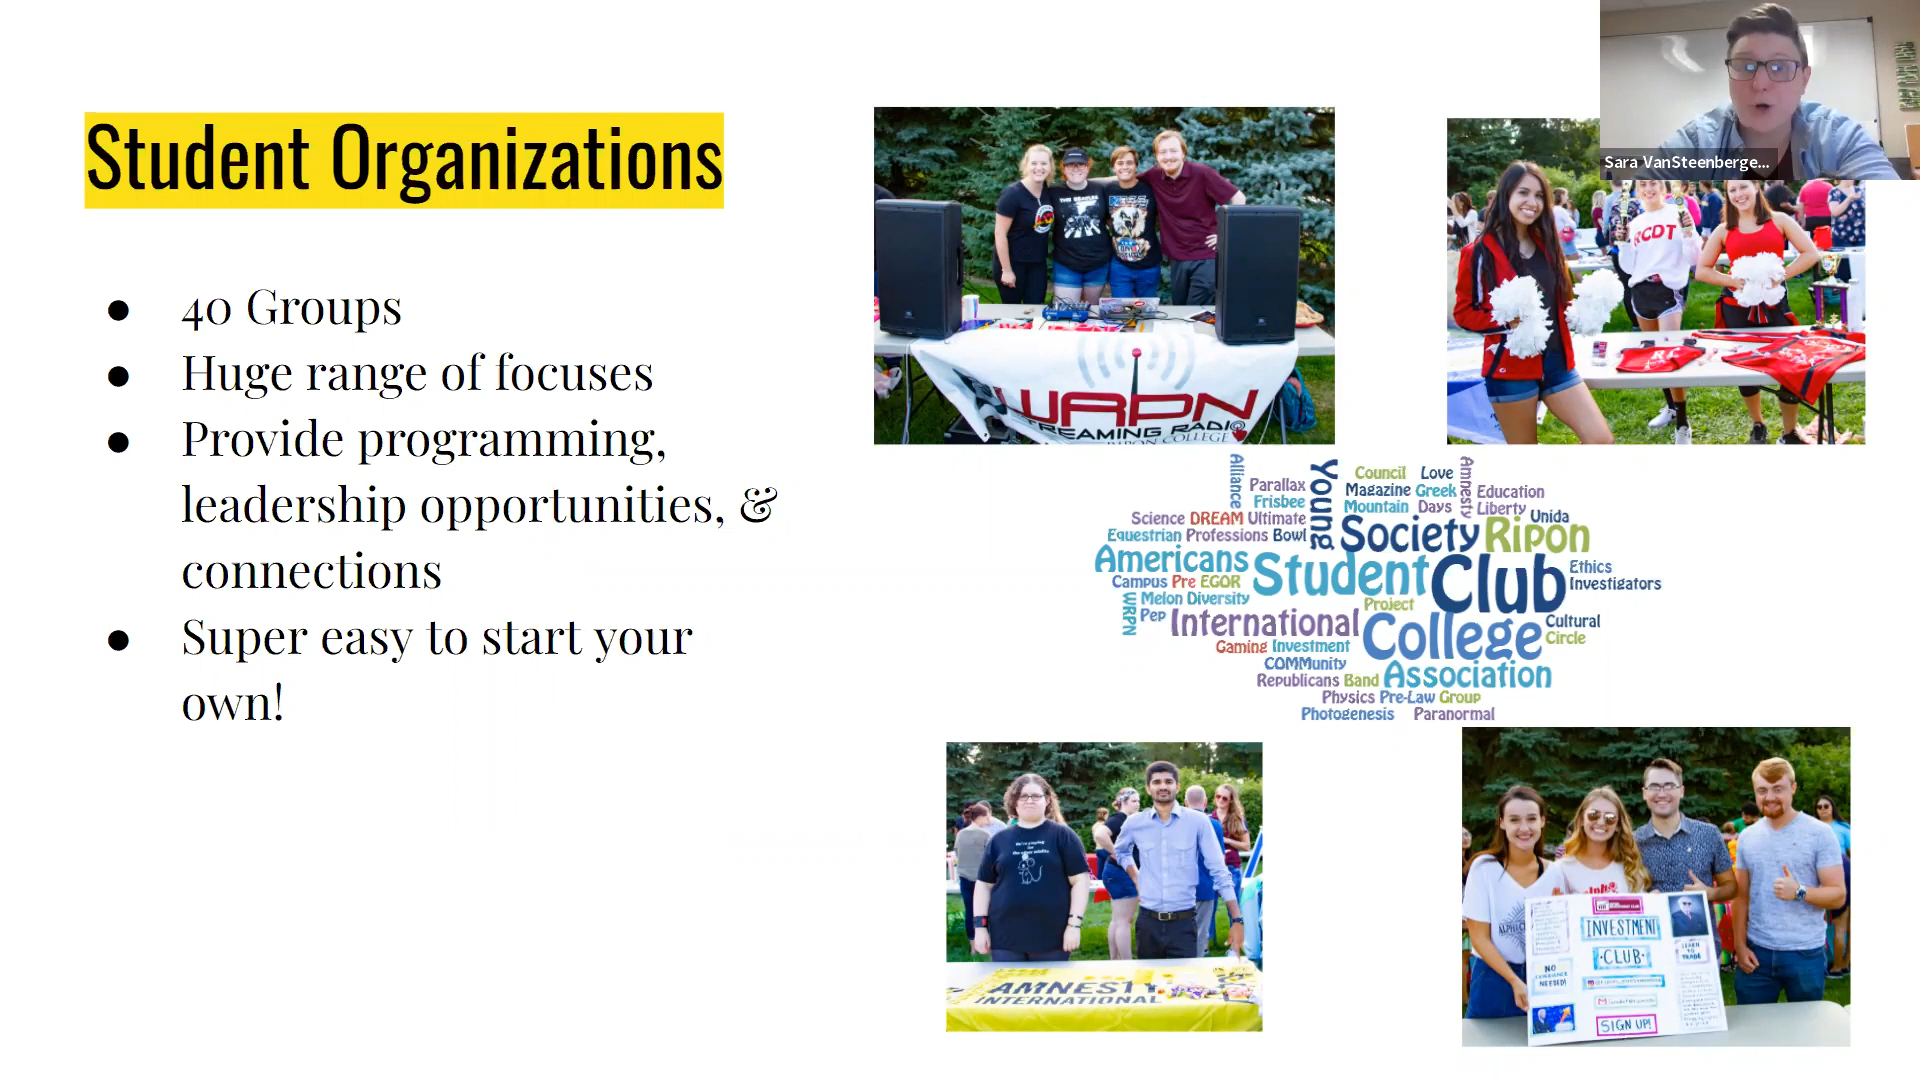 Student Organizations
● 40 Groups
● Huge range of focuses
● Provide programming,
leadership opportunities, &
connections
● Super easy to start your
own!
Sara VanSteenberge...
THE BEATLES
WRPN
STREAMING RADIO
RIPON COLLEGE
RCDT
Alliance
Parallax
Frisbee
Young
Council Love
Magazine Greek
Mountain Days
Amnesty
Education
Liberty Unida
Science DREAM Ultimate
Equestrian Professions Bowl
Society Ripon
Americans
Student Club
Ethics
Investigators
Campus Pre EGOR
WRPN
Melon Diversity
Pep International
Project
College
Cultural
Circle
Gaming Investment
COMMunity
Republicans Band Association
Physics Pre-Law Group
Photogenesis Paranormal
AMNESTY
INTERNATIONAL
INVESTMENT
CLUB
LEARN
TO
TRADE
NO
EXPERIENCE
NEEDED!
SIGN UP!